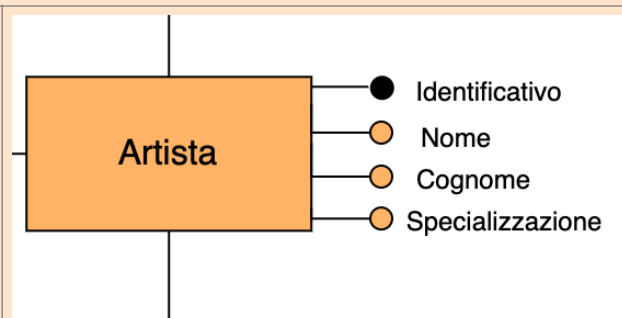 Artista
Identificativo
Nome
Cognome
Specializzazione